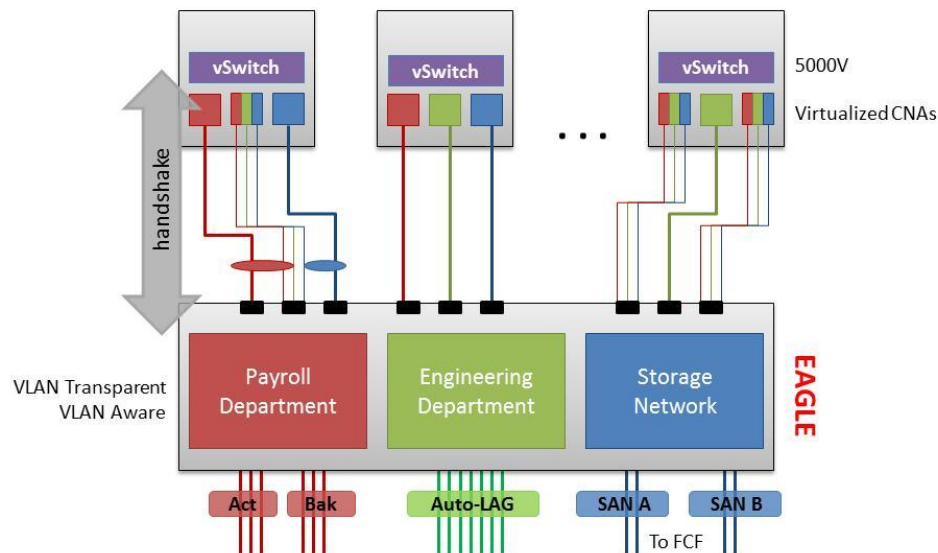 vSwitch
vSwitch
vSwitch
5000V
Virtualized CNAs
...
handshake
VLAN Transparent
VLAN Aware
Payroll
Department
Engineering
Department
Storage
Network
EAGLE
Act
Bak
Auto-LAG
SAN A
SAN B
To FCF